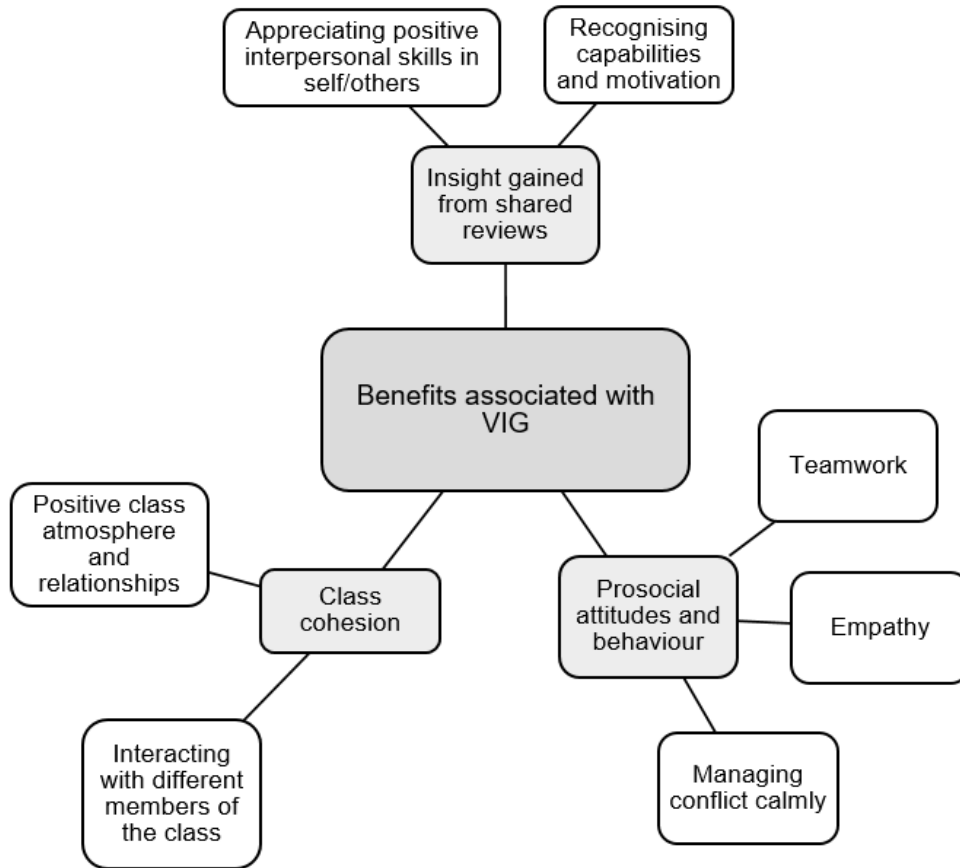 Appreciating positive
interpersonal skills in
self/others
Recognising
capabilities
and motivation
Insight gained
from shared
reviews
Benefits associated with
VIG
Teamwork
Positive class
atmosphere
and
relationships
Class
cohesion
Prosocial
attitudes and
behaviour
Empathy
Interacting
with different
members of
the class
Managing
conflict calmly